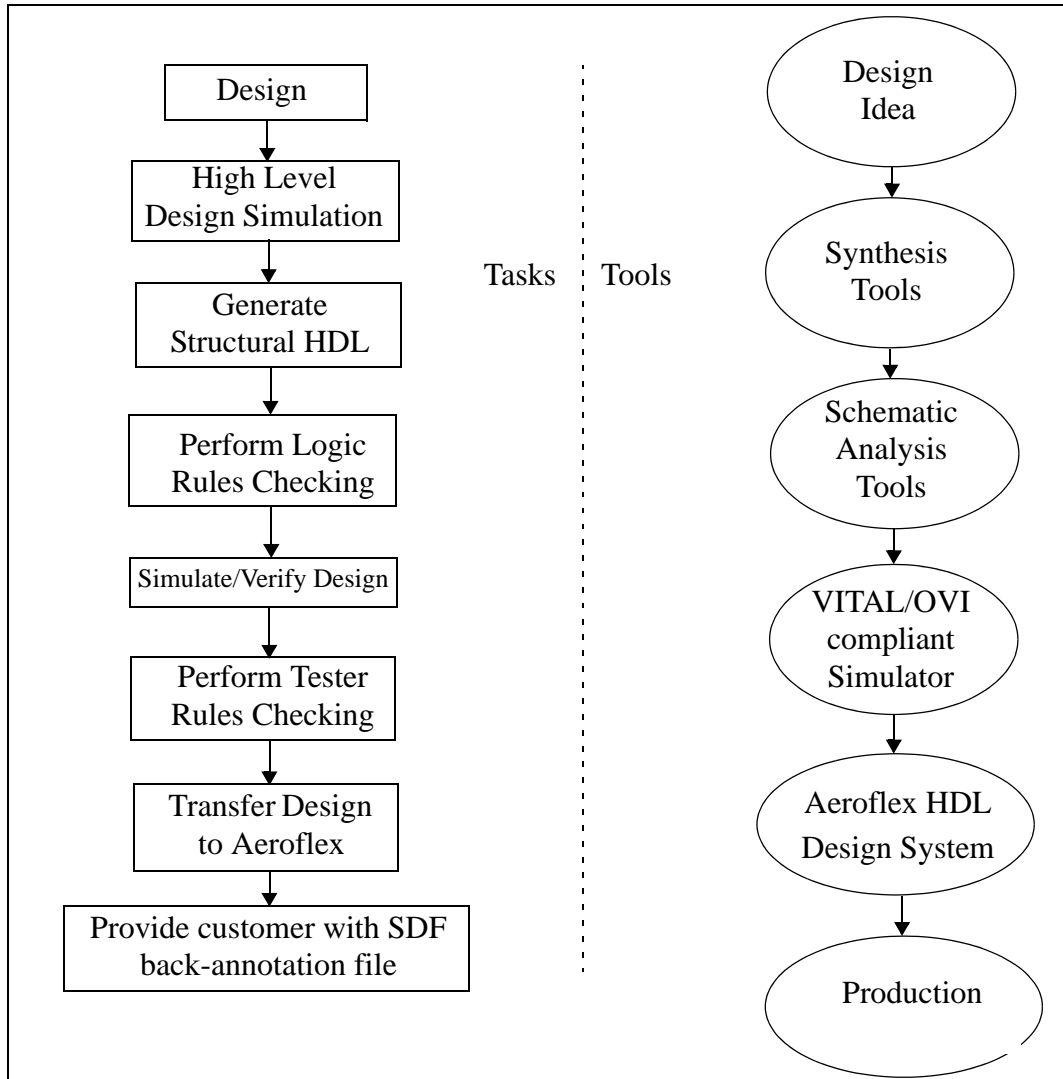 Design
High Level
Design Simulation
Generate
Structural HDL
Perform Logic
Rules Checking
Simulate/Verify Design
Perform Tester
Rules Checking
Transfer Design
to Aeroflex
Provide customer with SDF
back-annotation file
Tasks
Tools
Design
Idea
Synthesis
Tools
Schematic
Analysis
Tools
VITAL/OVI
compliant
Simulator
Aeroflex HDL
Design System
Production